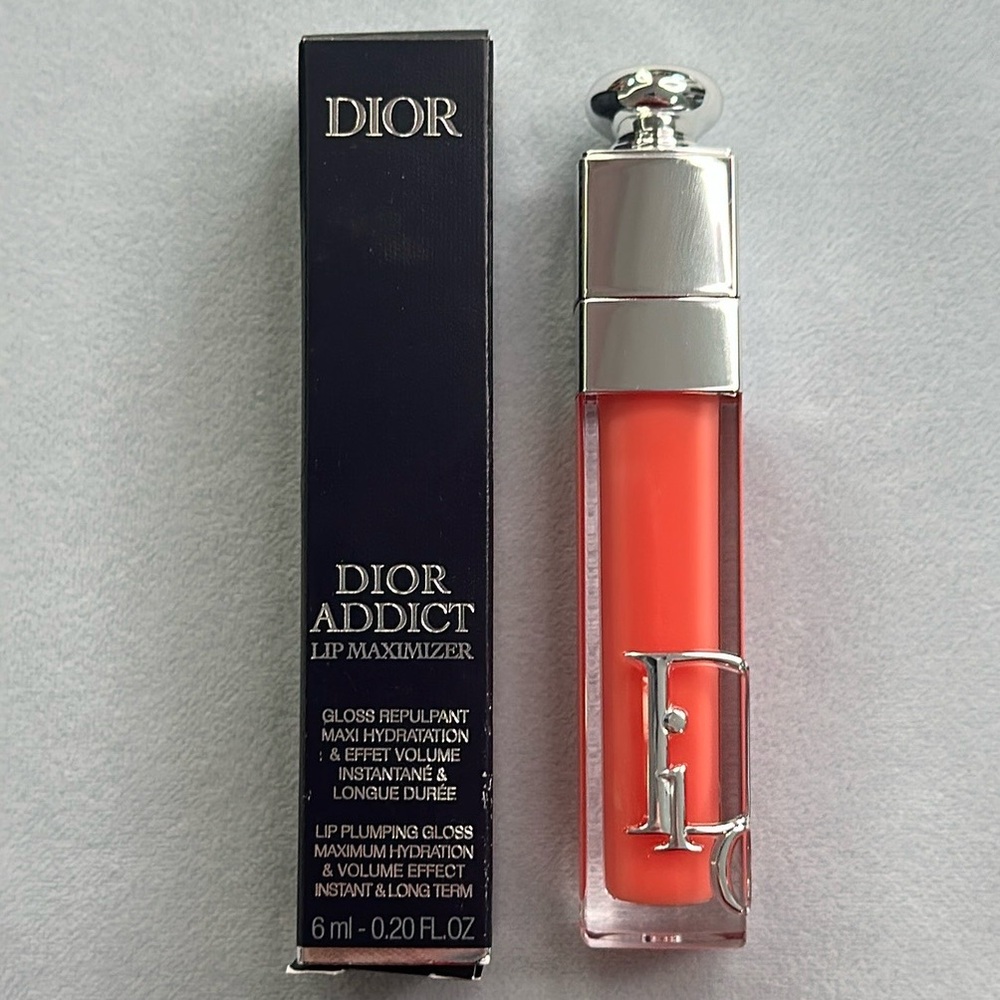 DIOR
DIOR
ADDICT
LIP MAXIMIZER
GLOSS REPULPANT
MAXI HYDRATATION
& EFFET VOLUME
INSTANTANÉ &
LONGUE DURÉE
LIP PLUMPING GLOSS
MAXIMUM HYDRATION
& VOLUME EFFECT
INSTANT & LONG TERM
6 ml - 0.20 FL.OZ